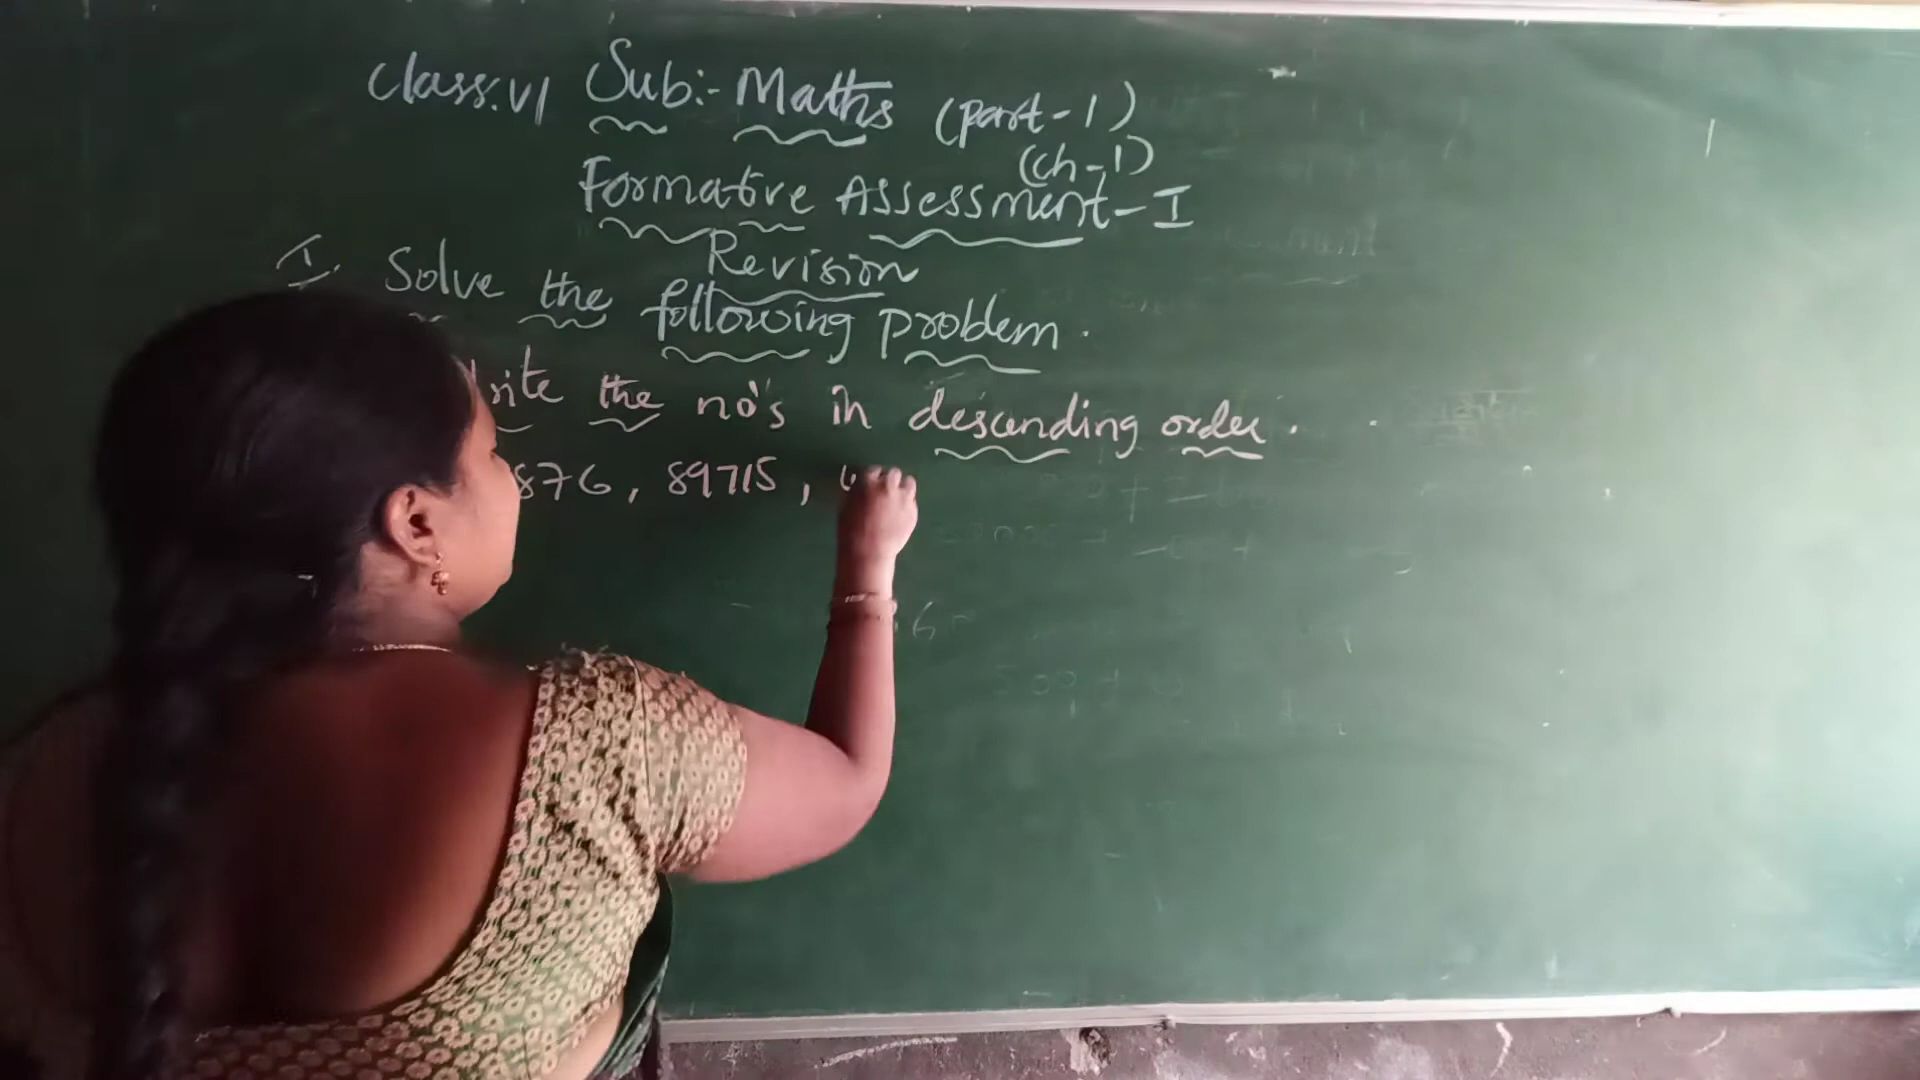 Class:VI Sub:- Maths (part-1)
(ch-1)
Formative Assessment-I
Revision
I. Solve the following problem.
the no's in descending order.
876, 89715,